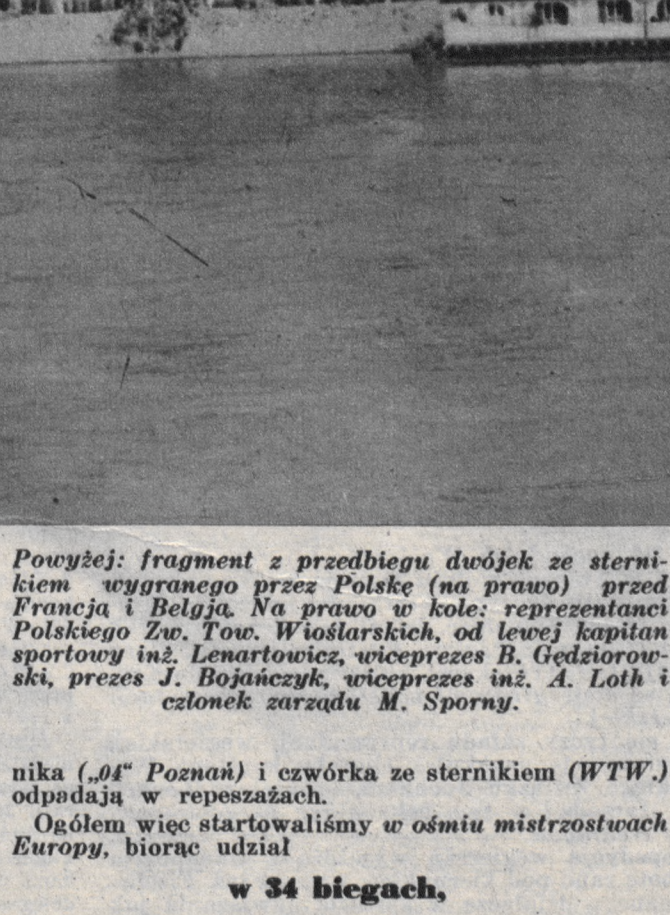 Powyżej: fragment z przedbiegu dwójek ze sterni-
kiem wygranego przez Polskę (na prawo) przed
Francją i Belgją. Na prawo w kole: reprezentanci
Polskiego Zw. Tow. Wioślarskich, od lewej kapitan
sportowy inż. Lenartowicz, wiceprezes B. Gędziorow-
ski, prezes J. Bojańczyk, wiceprezes inż. A. Loth i
członek zarządu M. Sporny.
nika („04“ Poznań) i czwórka ze sternikiem (WTW.)
odpadają w repeszażach.
Ogółem więc startowaliśmy w ośmiu mistrzostwach
Europy, biorąc udział
w 34 biegach,